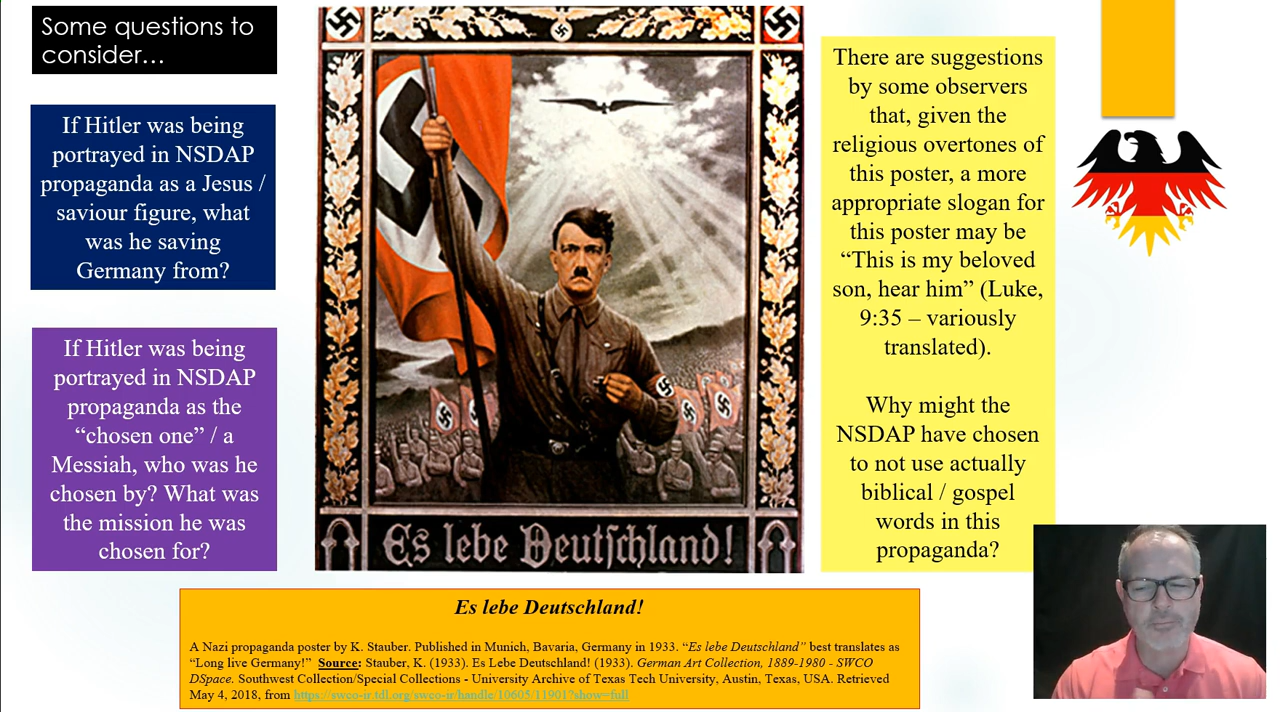 Some questions to
consider…
If Hitler was being
portrayed in NSDAP
propaganda as a Jesus /
saviour figure, what
was he saving
Germany from?
If Hitler was being
portrayed in NSDAP
propaganda as the
“chosen one” / a
Messiah, who was he
chosen by? What was
the mission he was
chosen for?
Es lebe Deutſchland!
There are suggestions
by some observers
that, given the
religious overtones of
this poster, a more
appropriate slogan for
this poster may be
“This is my beloved
son, hear him” (Luke,
9:35 – variously
translated).
Why might the
NSDAP have chosen
to not use actually
biblical / gospel
words in this
propaganda?
Es lebe Deutschland!
A Nazi propaganda poster by K. Stauber. Published in Munich, Bavaria, Germany in 1933. “Es lebe Deutschland” best translates as
“Long live Germany!” Source: Stauber, K. (1933). Es Lebe Deutschland! (1933). German Art Collection, 1889-1980 - SWCO
DSpace. Southwest Collection/Special Collections - University Archive of Texas Tech University, Austin, Texas, USA. Retrieved
May 4, 2018, from https://swco-ir.tdl.org/swco-ir/handle/10605/11901?show=full